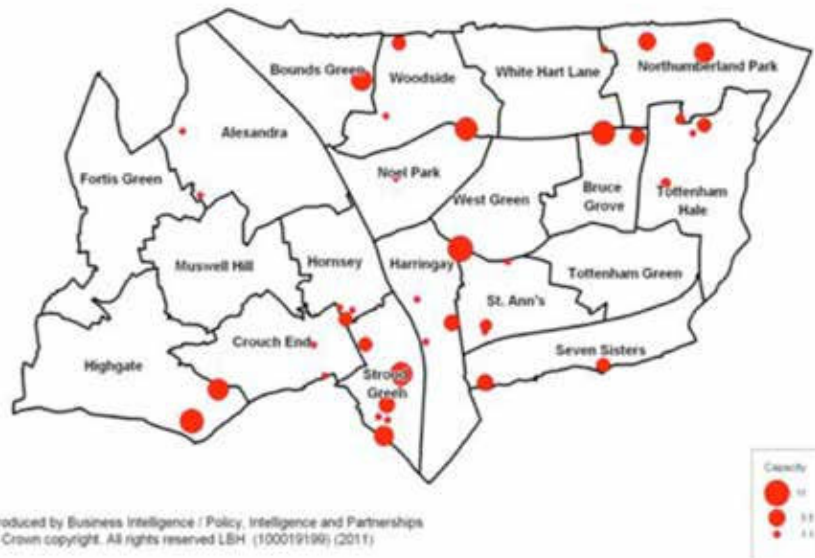 Bounds Green
Woodside
White Hart Lane
Northumberland Park
Alexandra
Fortis Green
Noel Park
West Green
Bruce
Grove
Tottenham
Hale
Muswell Hill
Hornsey
Harringay
St. Ann's
Tottenham Green
Highgate
Crouch End
Stroud
Green
Seven Sisters
Capacity
roduced by Business Intelligence / Policy, Intelligence and Partnerships
Crown copyright. All rights reserved LBH (100019199) (2011)